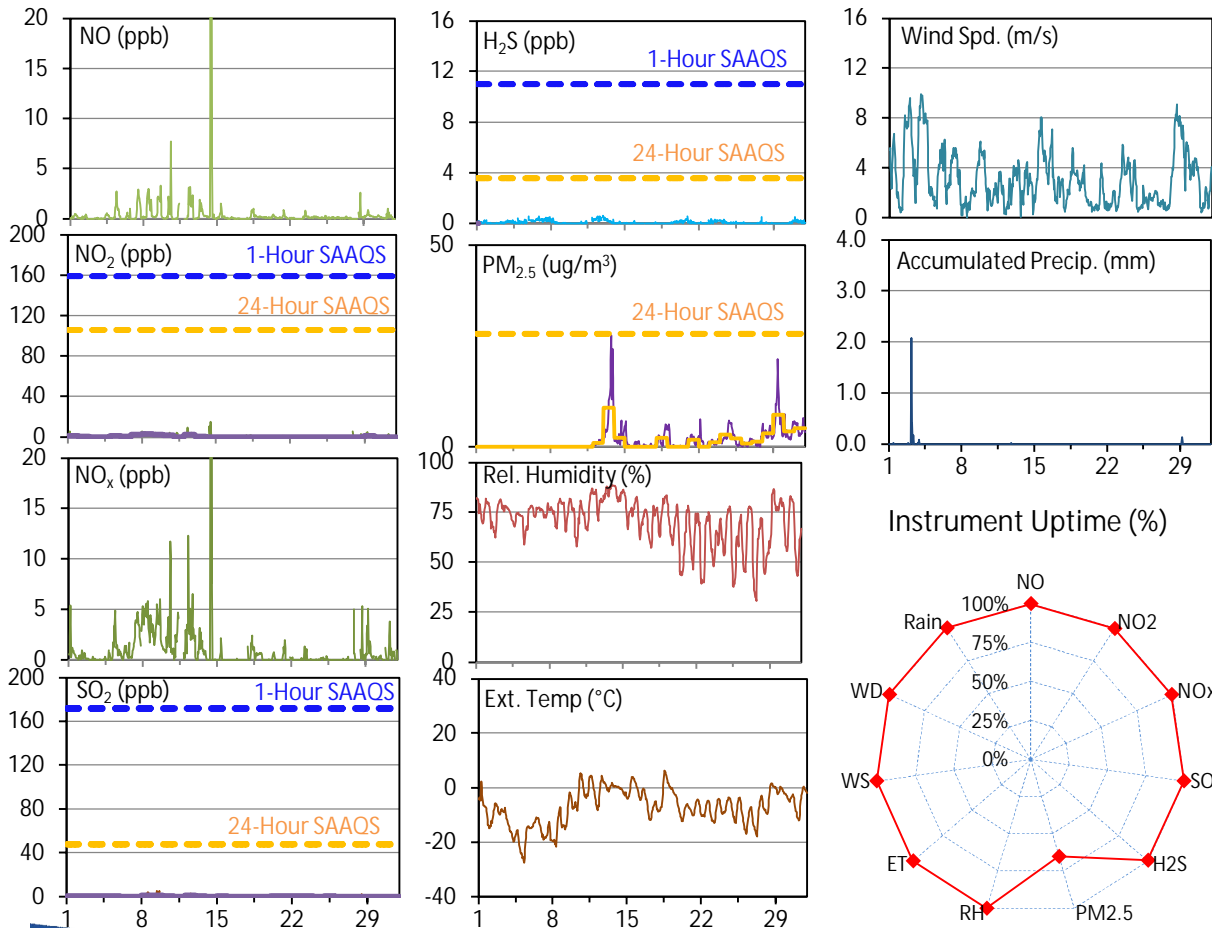 NO (ppb)
20
15
10
5
0
NO₂ (ppb)
1-Hour SAAQS
24-Hour SAAQS
200
160
120
80
40
0
NOₓ (ppb)
20
15
10
5
0
SO₂ (ppb)
1-Hour SAAQS
24-Hour SAAQS
200
160
120
80
40
0
1 8 15 22 29
H₂S (ppb)
1-Hour SAAQS
24-Hour SAAQS
16
12
8
4
0
PM₂.₅ (ug/m³)
24-Hour SAAQS
50
0
Rel. Humidity (%)
100
75
50
25
0
Ext. Temp (°C)
40
20
0
-20
-40
1 8 15 22 29
Wind Spd. (m/s)
16
12
8
4
0
Accumulated Precip. (mm)
4.0
3.0
2.0
1.0
0.0
1 8 15 22 29
Instrument Uptime (%)
NO
NO2
NOx
SO
H2S
PM2.5
RH
ET
WS
WD
Rain
100%
75%
50%
25%
0%